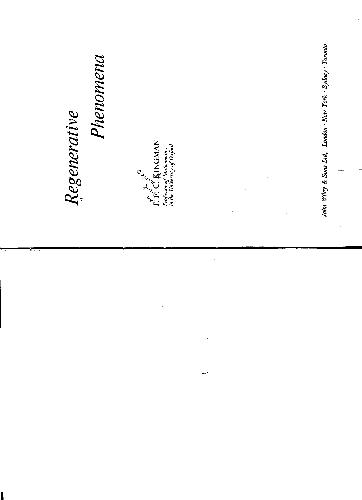 Regenerative
Phenomena
J. F. C. KINGMAN
Professor of Mathematics
in the University of Oxford
John Wiley & Sons Ltd. London · New York · Sydney · Toronto